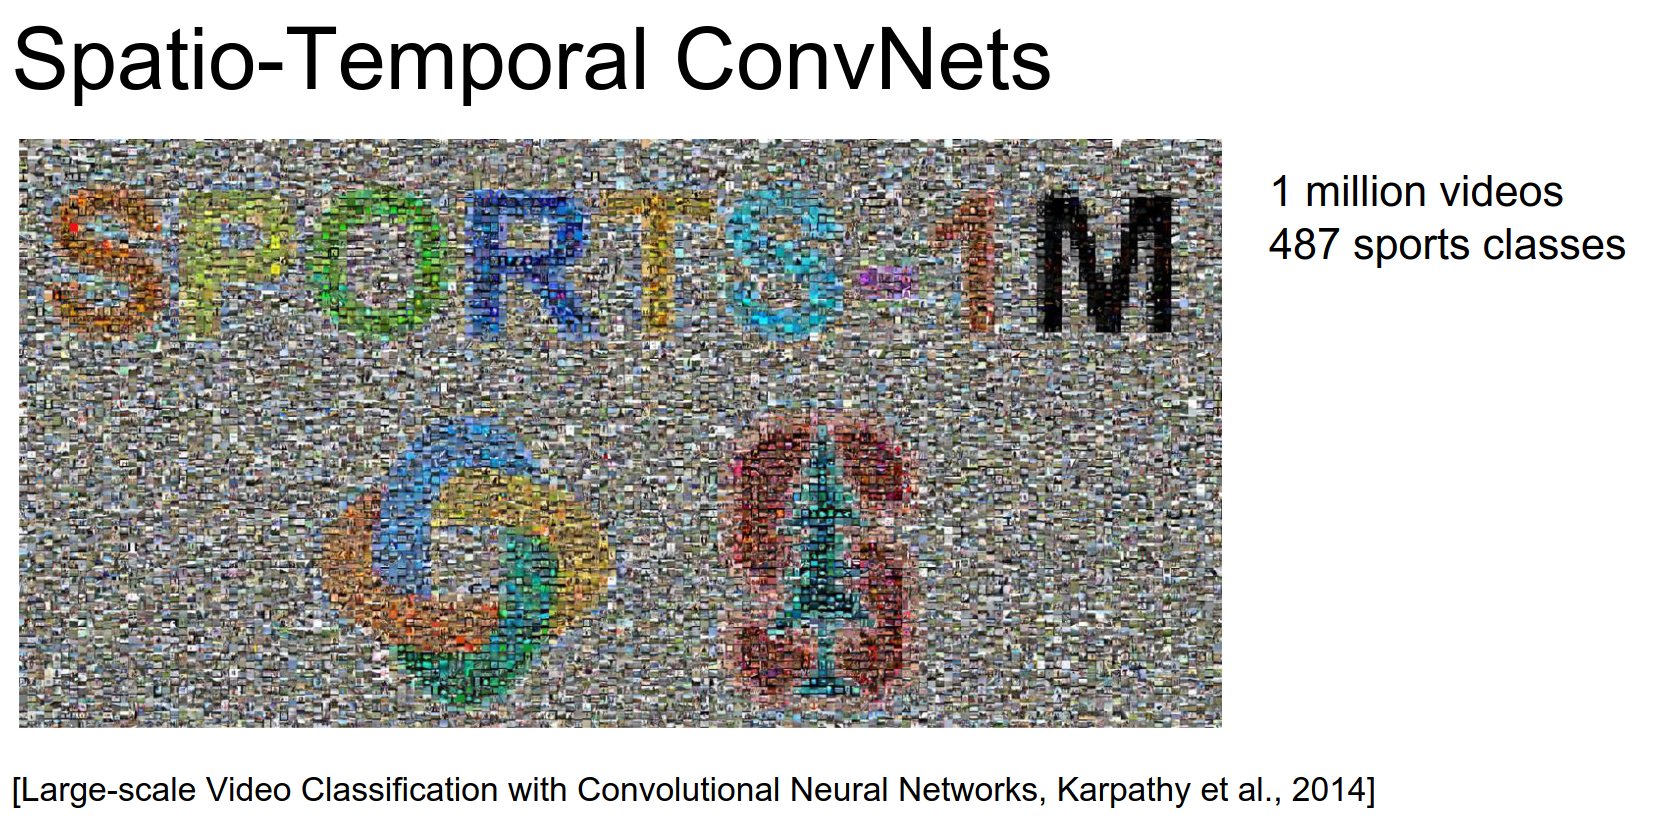 Spatio-Temporal ConvNets
SPORTS-1M
1 million videos
487 sports classes
S
[Large-scale Video Classification with Convolutional Neural Networks, Karpathy et al., 2014]